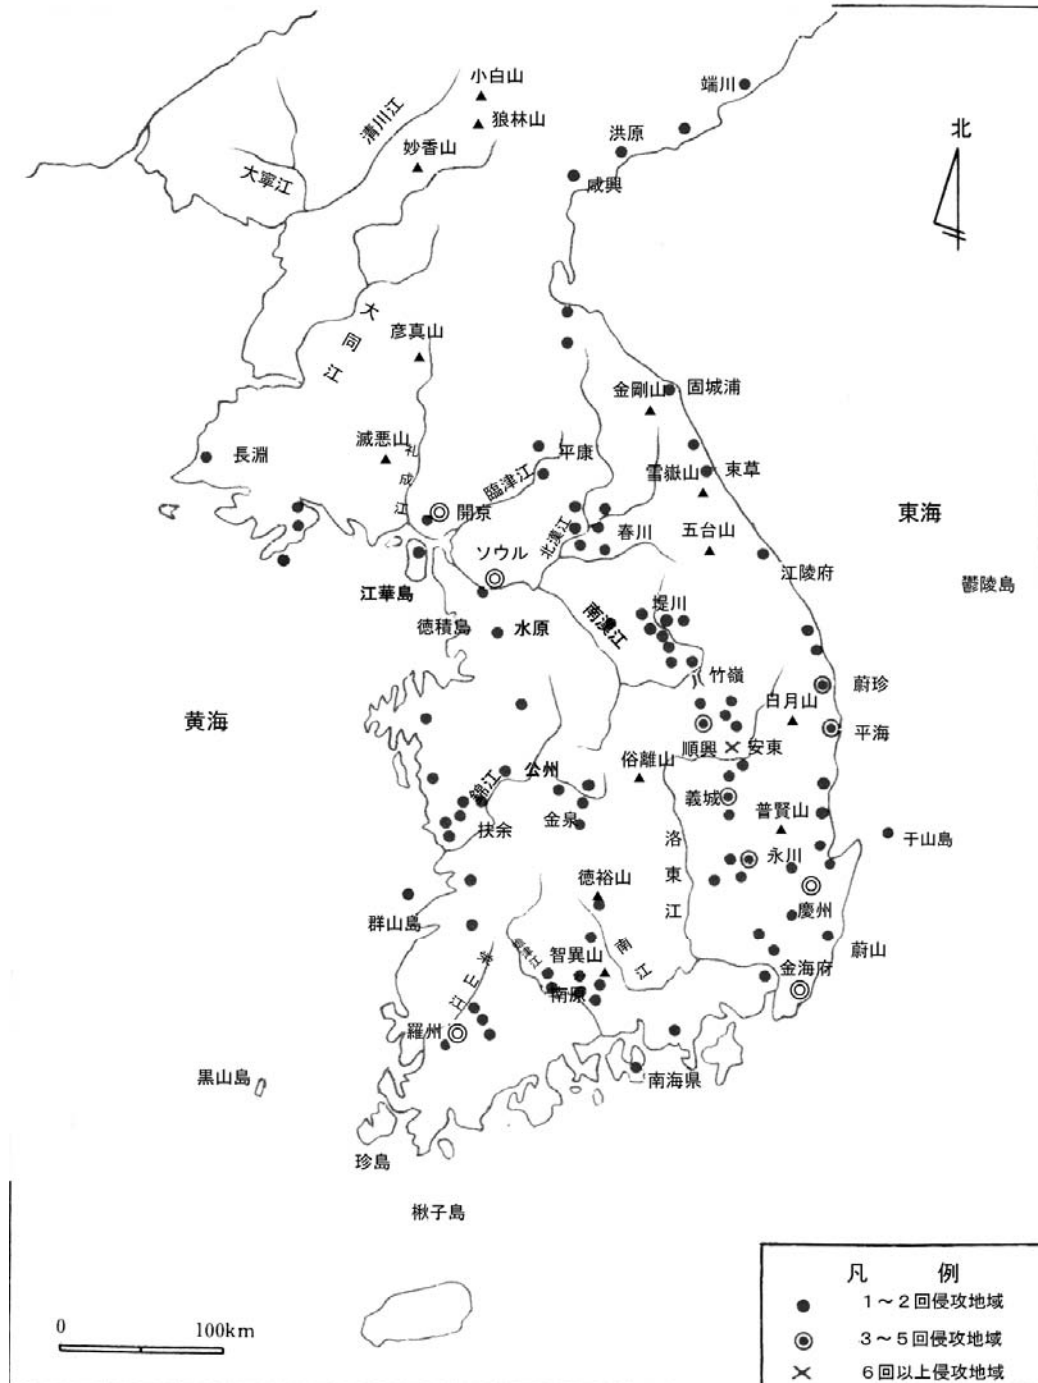 小白山
端川
狼林山
清川江
洪原
妙香山
北
大寧江
咸興
大同江
彦真山
金剛山
固城浦
滅悪山
礼成江
長淵
平康
雪嶽山
束草
臨津江
開京
東海
北漢江
春川
五台山
ソウル
江陵府
江華島
鬱陵島
堤川
南漢江
徳積島
水原
竹嶺
蔚珍
日月山
黄海
平海
順興
安東
俗離山
公州
錦江
義城
普賢山
金泉
扶余
于山島
洛東江
永川
徳裕山
慶州
群山島
南江
蔚山
智異山
金海府
南原
羅州
黒山島
南海県
珍島
楸子島
凡 例
1～2回侵攻地域
0 100km
3～5回侵攻地域
6回以上侵攻地域